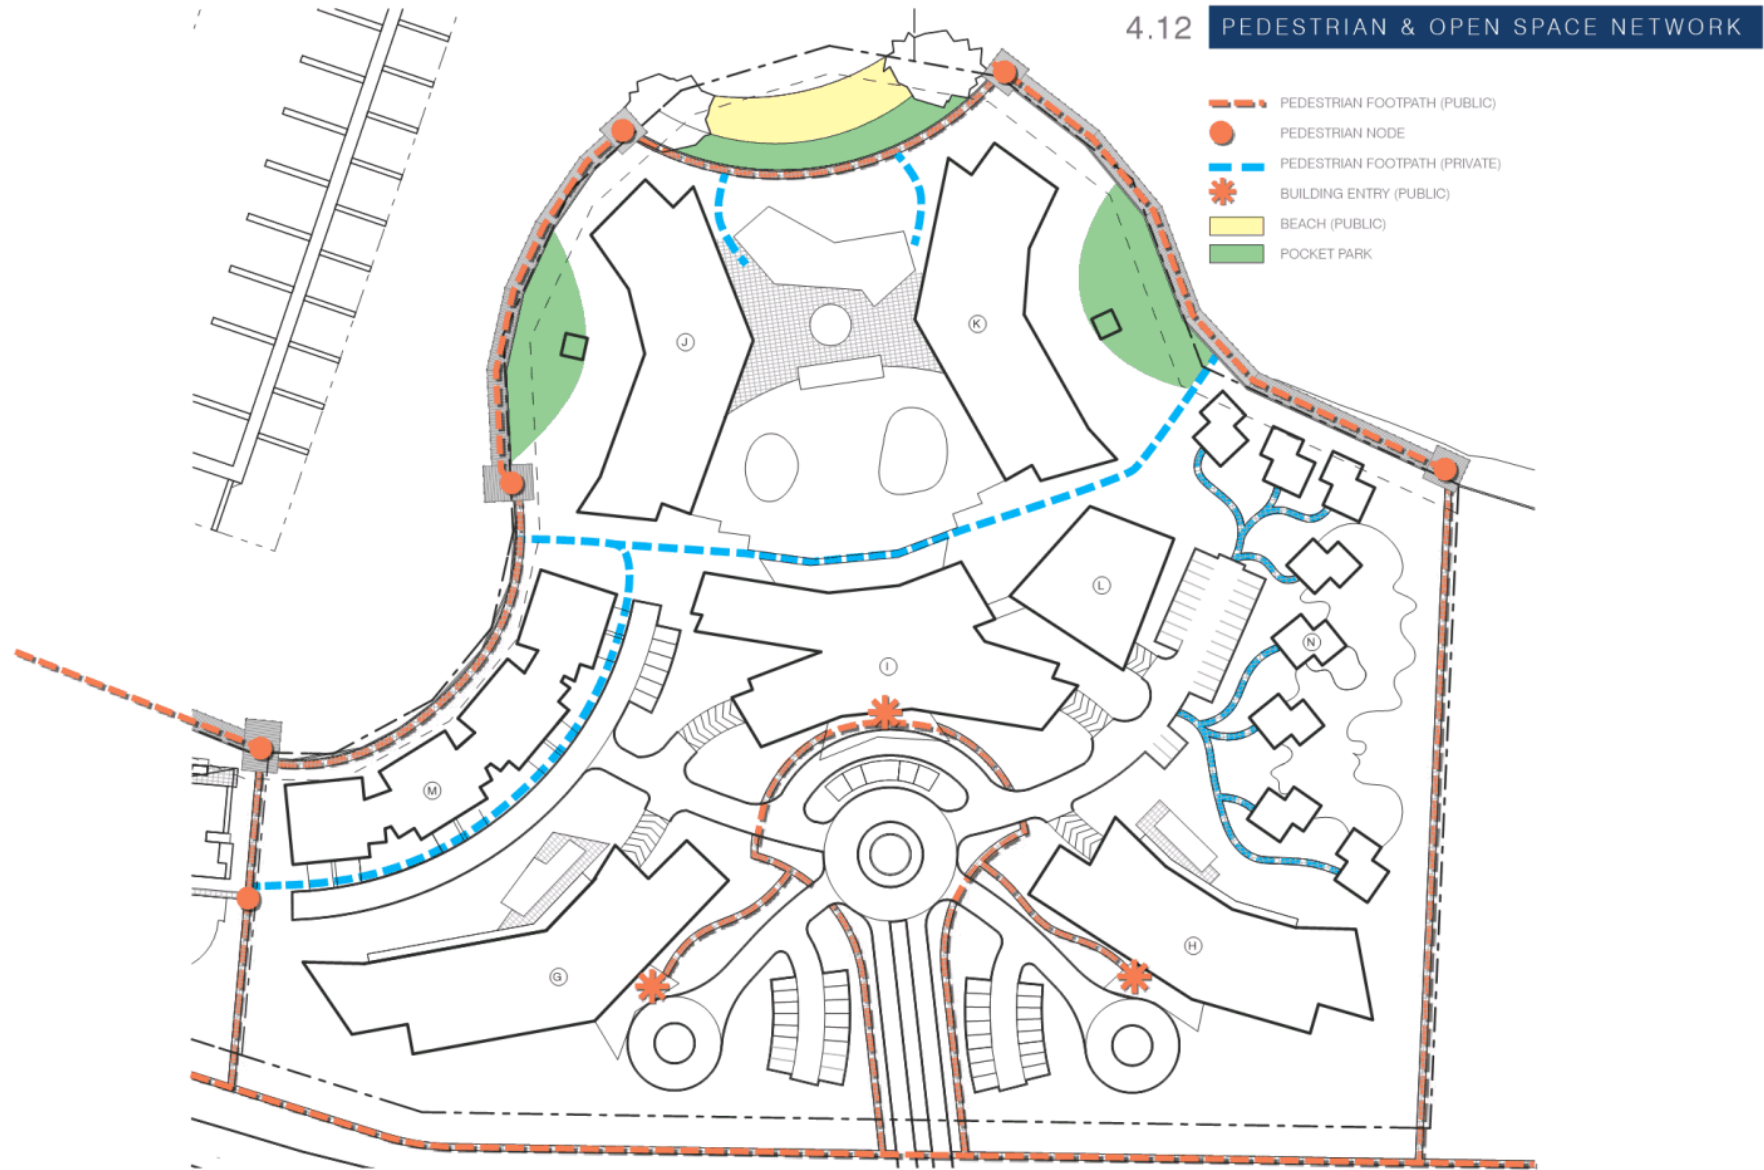 4.12 PEDESTRIAN & OPEN SPACE NETWORK
PEDESTRIAN FOOTPATH (PUBLIC)
PEDESTRIAN NODE
PEDESTRIAN FOOTPATH (PRIVATE)
BUILDING ENTRY (PUBLIC)
BEACH (PUBLIC)
POCKET PARK
K
J
L
N
I
M
H
G